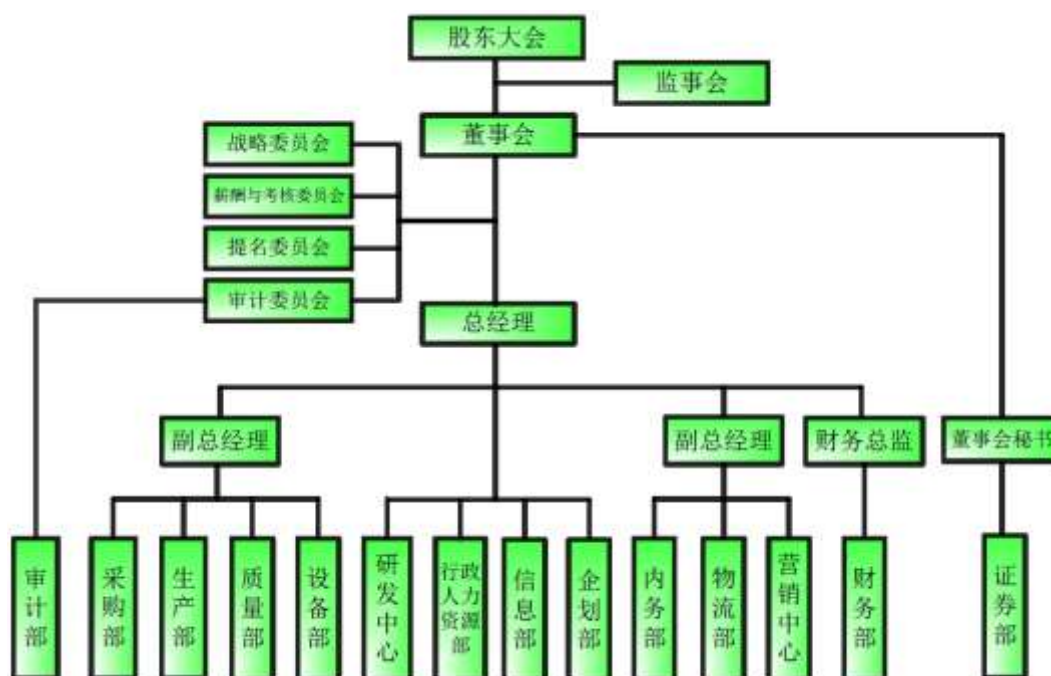 股东大会
监事会
董事会
战略委员会
薪酬与考核委员会
提名委员会
审计委员会
总经理
副总经理
副总经理
财务总监
董事会秘书
审计部
采购部
生产部
质量部
设备部
研发中心
行政人力资源部
信息部
企划部
内务部
物流部
营销中心
财务部
证券部